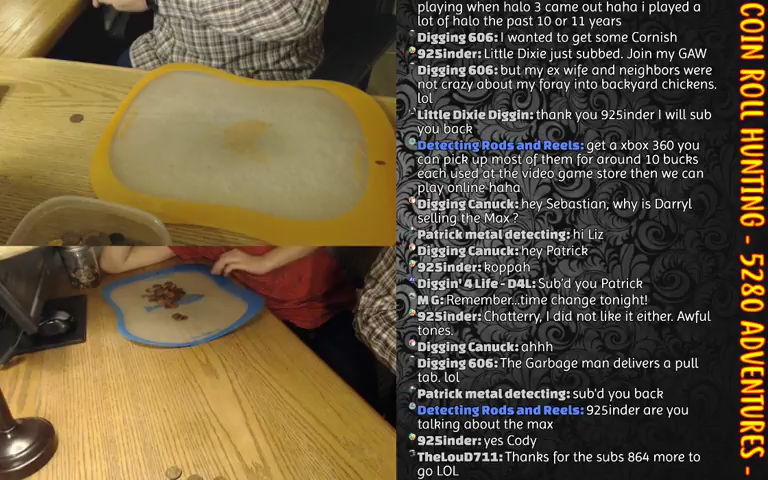 playing when halo 3 came out haha i played a
lot of halo the past 10 or 11 years
Digging 606: I wanted to get some Cornish
925inder: Little Dixie just subbed. Join my GAW
Digging 606: but my ex wife and neighbors were
not crazy about my foray into backyard chickens.
lol
Little Dixie Diggin: thank you 925inder I will sub
you back
Detecting Rods and Reels: get a xbox 360 you
can pick up most of them for around 10 bucks
each used at the video game store then we can
play online haha
Digging Canuck: hey Sebastian, why is Darryl
selling the Max?
Patrick metal detecting: hi Liz
Digging Canuck: hey Patrick
925inder: koppah
Diggin' 4 Life - D4L: Sub'd you Patrick
M G: Remember...time change tonight!
925inder: Chatterry, I did not like it either. Awful
tones.
Digging Canuck: ahhh
Digging 606: The Garbage man delivers a pull
tab. lol
Patrick metal detecting: sub'd you back
Detecting Rods and Reels: 925inder are you
talking about the max
925inder: yes Cody
TheLouD711: Thanks for the subs 864 more to
go LOL
COIN ROLL HUNTING - 5280 ADVENTURES -